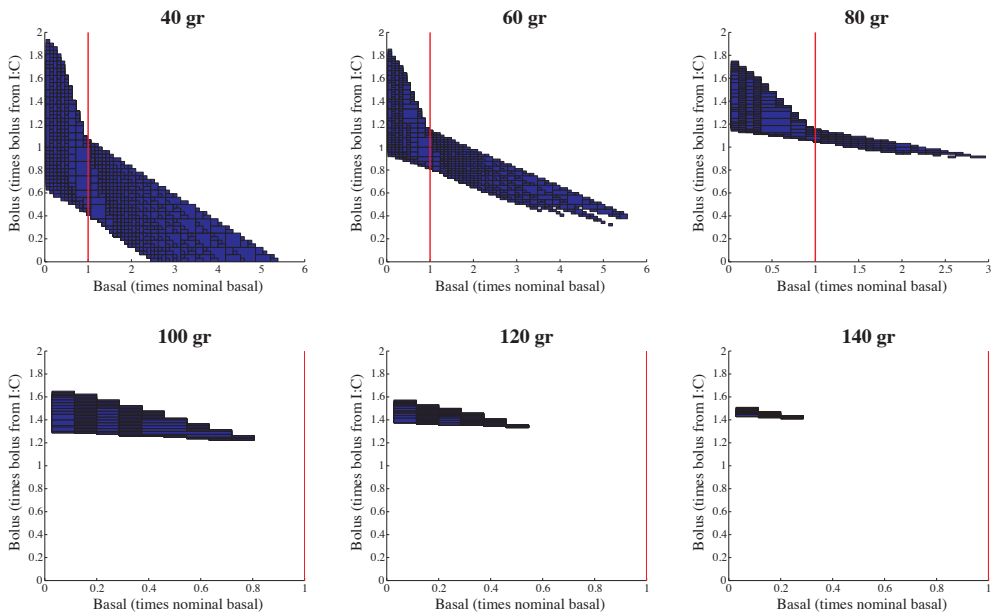 40 gr
2
1.8
1.6
1.4
1.2
1
0.8
0.6
0.4
0.2
0
0 1 2 3 4 5 6
Bolus (times bolus from I:C)
Basal (times nominal basal)
60 gr
2
1.8
1.6
1.4
1.2
1
0.8
0.6
0.4
0.2
0
0 1 2 3 4 5 6
Bolus (times bolus from I:C)
Basal (times nominal basal)
80 gr
2
1.8
1.6
1.4
1.2
1
0.8
0.6
0.4
0.2
0
0 0.5 1 1.5 2 2.5 3
Bolus (times bolus from I:C)
Basal (times nominal basal)
100 gr
2
1.8
1.6
1.4
1.2
1
0.8
0.6
0.4
0.2
0
0 0.2 0.4 0.6 0.8 1
Bolus (times bolus from I:C)
Basal (times nominal basal)
120 gr
2
1.8
1.6
1.4
1.2
1
0.8
0.6
0.4
0.2
0
0 0.2 0.4 0.6 0.8 1
Bolus (times bolus from I:C)
Basal (times nominal basal)
140 gr
2
1.8
1.6
1.4
1.2
1
0.8
0.6
0.4
0.2
0
0 0.2 0.4 0.6 0.8 1
Bolus (times bolus from I:C)
Basal (times nominal basal)